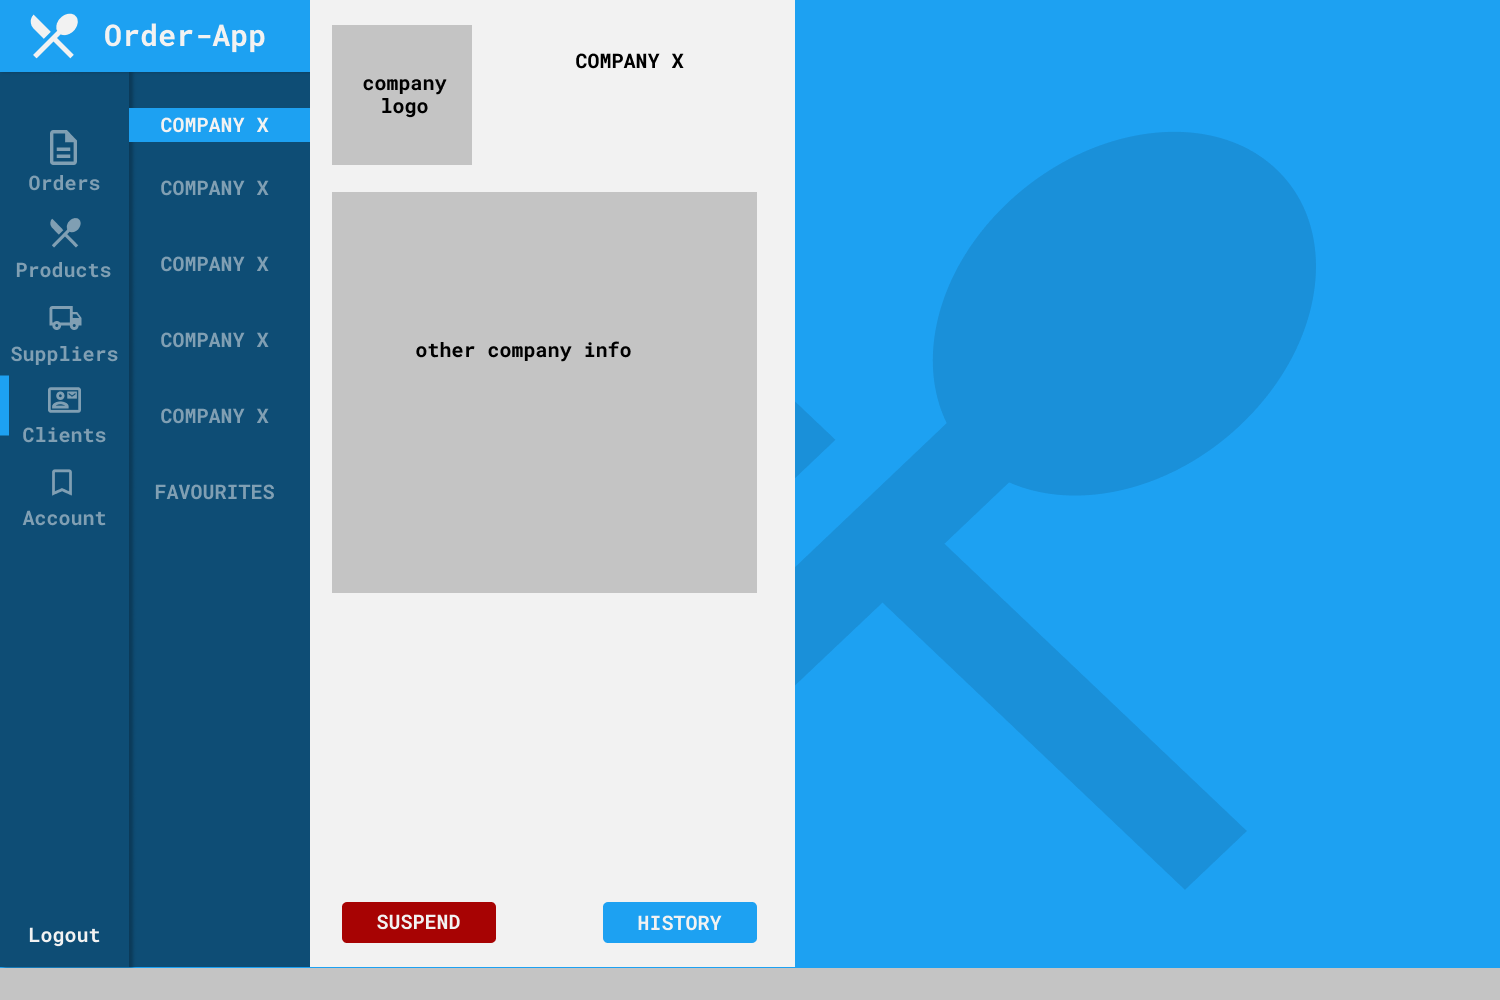 Order-App
Orders
Products
Suppliers
Clients
Account
Logout
COMPANY X
COMPANY X
COMPANY X
COMPANY X
COMPANY X
FAVOURITES
company
logo
COMPANY X
other company info
SUSPEND
HISTORY